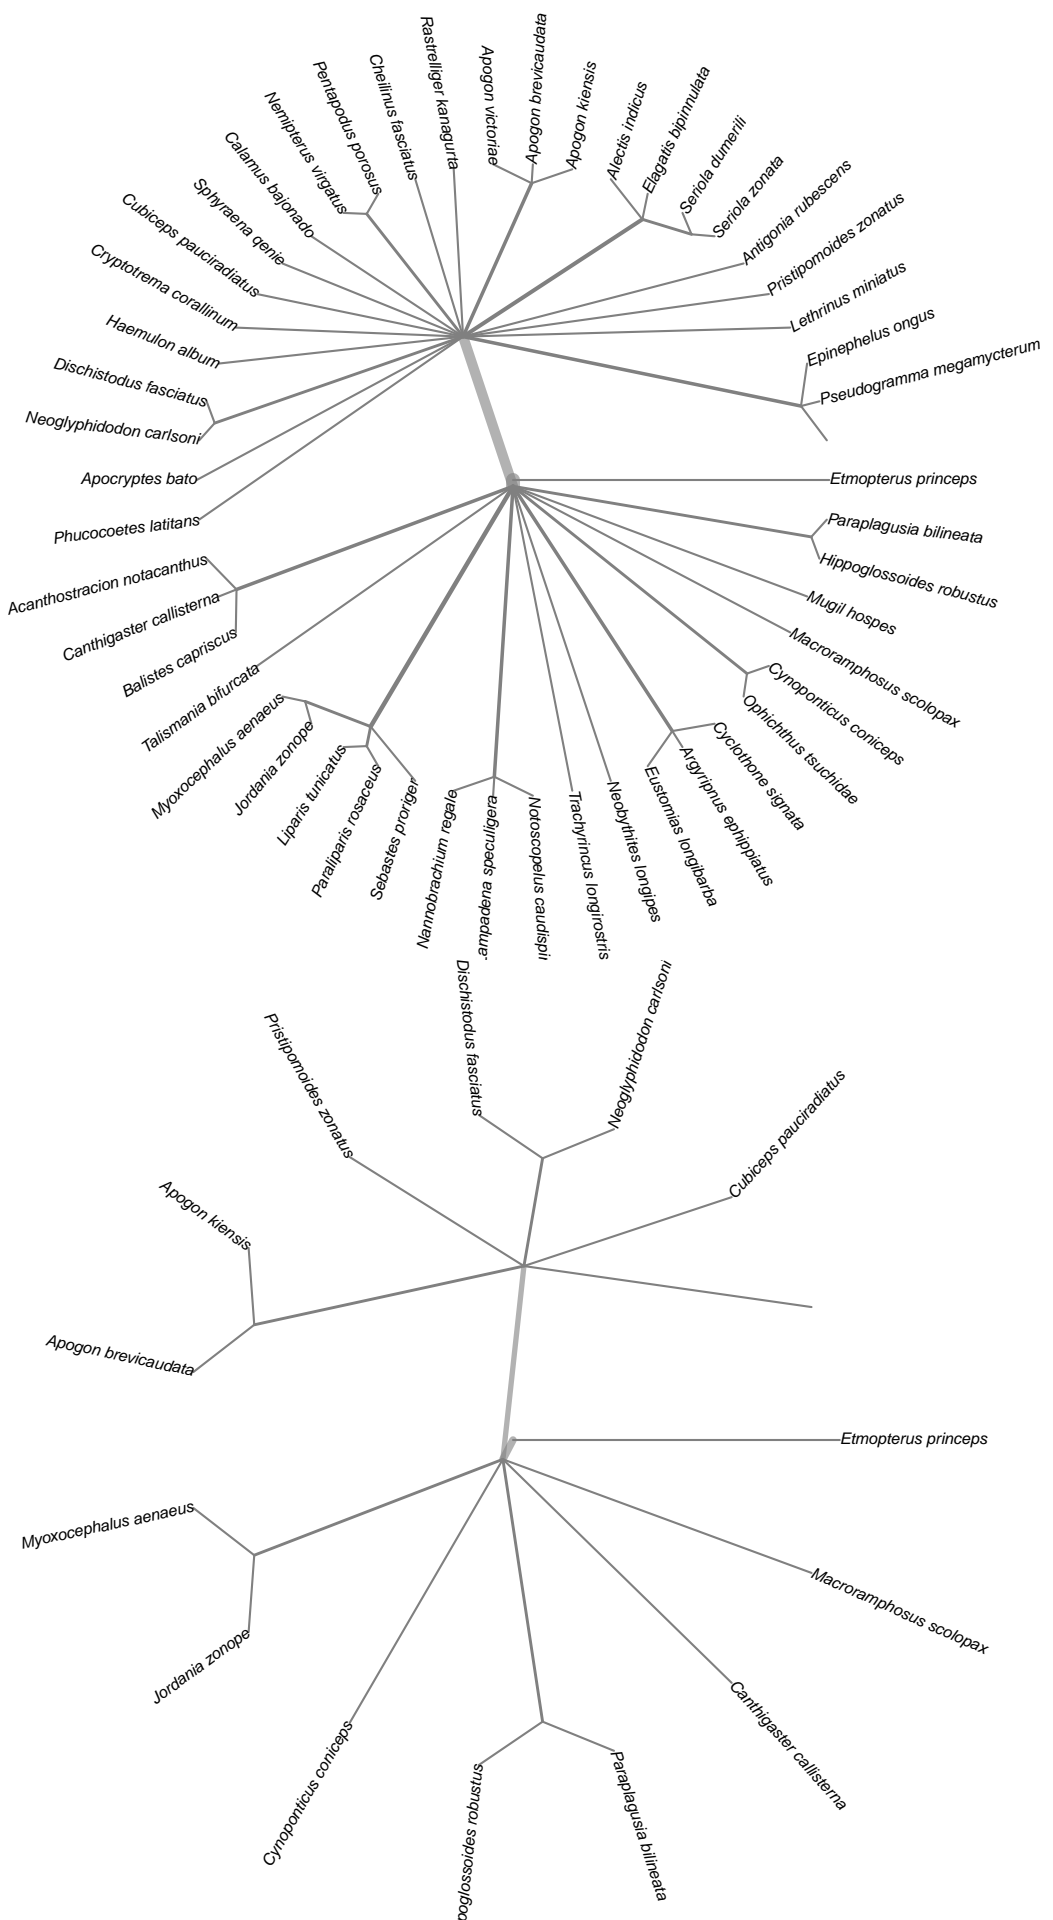 Rastrelliger kanagurta
Apogon victoriae
Apogon brevicaudata
Apogon kiensis
Alectis indicus
Elagatis bipinnulata
Seriola dumerili
Seriola zonata
Antigonia rubescens
Pristipomoides zonatus
Lethrinus miniatus
Epinephelus ongus
Pseudogramma megamycterum
Cheilinus fasciatus
Pentapodus porosus
Nemipterus virgatus
Calamus bajonado
Sphyraena qenie
Cubiceps pauciradiatus
Cryptotrema corallinum
Haemulon album
Dischistodus fasciatus
Neoglyphidodon carlsoni
Apocryptes bato
Phucocoetes latitans
Etmopterus princeps
Paraplagusia bilineata
Hippoglossoides robustus
Mugil hospes
Macroramphosus scolopax
Cynoponticus coniceps
Ophichthus tsuchidae
Cyclothone signata
Argyripnus ephippiatus
Eustomias longibarba
Neobythites longipes
Trachyrincus longirostris
Notoscopelus caudispi
ampadena speculigera
Nannobrachium regale
Sebastes proriger
Paraliparis rosaceus
Liparis tunicatus
Jordania zonope
Myoxocephalus aenaeus
Talismania bifurcata
Balistes capriscus
Canthigaster callisterna
Acanthostracion notacanthus
Dischistodus fasciatus
Neoglyphidodon carlsoni
Pristipomoides zonatus
Cubiceps pauciradiatus
Apogon kiensis
Apogon brevicaudata
Etmopterus princeps
Myoxocephalus aenaeus
Macroramphosus scolopax
Jordania zonope
Canthigaster callisterna
Cynoponticus coniceps
poglossoides robustus
Paraplagusia bilineata